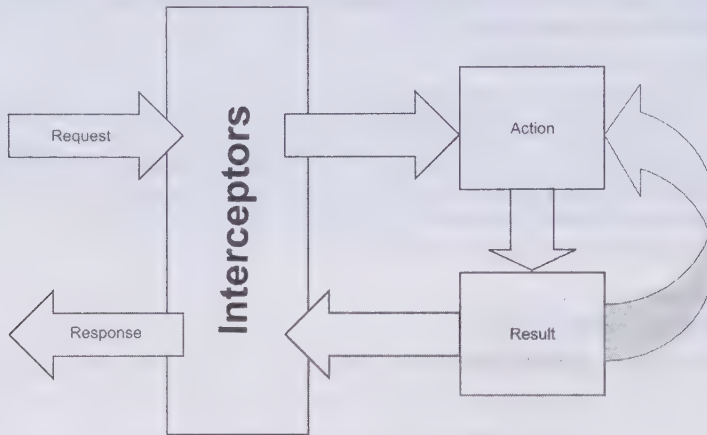 Request
Interceptors
Action
Response
Result